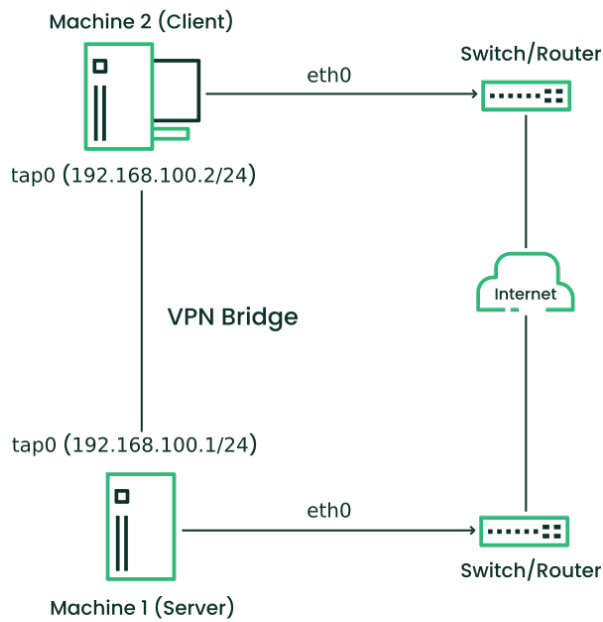 Machine 2 (Client)
Switch/Router
eth0
tap0 (192.168.100.2/24)
Internet
VPN Bridge
tap0 (192.168.100.1/24)
eth0
Switch/Router
Machine 1 (Server)